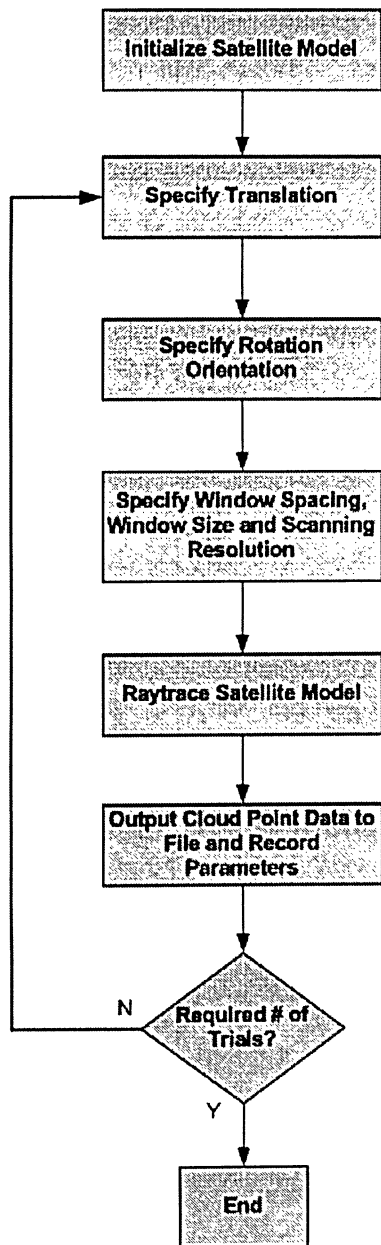 Initialize Satellite Model
Specify Translation
Specify Rotation
Orientation
Specify Window Spacing,
Window Size and Scanning
Resolution
Raytrace Satellite Model
Output Cloud Point Data to
File and Record
Parameters
N
Required # of
Trials?
Y
End